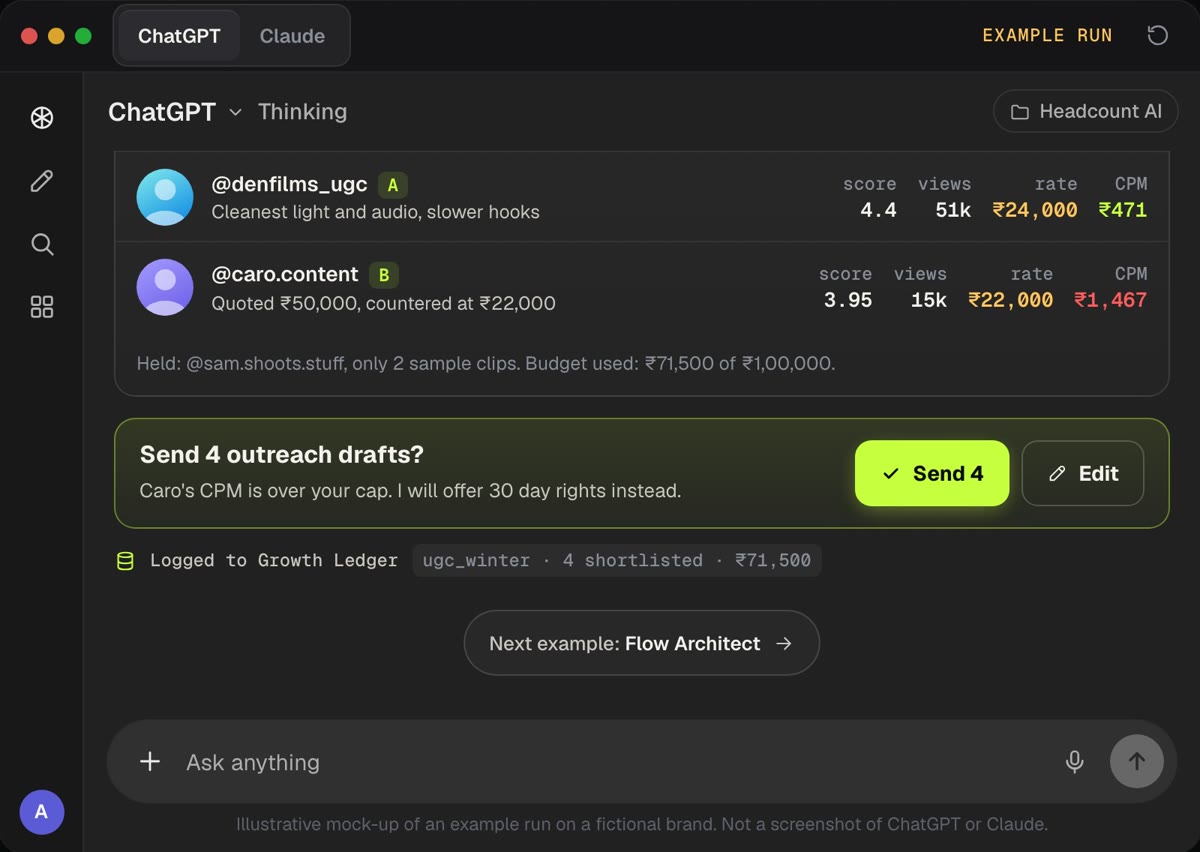 ChatGPT Claude EXAMPLE RUN
ChatGPT Thinking Headcount AI
@denfilms_ugc A score views rate CPM
Cleanest light and audio, slower hooks 4.4 51k ₹24,000 ₹471
@caro.content B score views rate CPM
Quoted ₹50,000, countered at ₹22,000 3.95 15k ₹22,000 ₹1,467
Held: @sam.shoots.stuff, only 2 sample clips. Budget used: ₹71,500 of ₹1,00,000.
Send 4 outreach drafts?
Caro's CPM is over your cap. I will offer 30 day rights instead.
Send 4 Edit
Logged to Growth Ledger ugc_winter · 4 shortlisted · ₹71,500
Next example: Flow Architect →
Ask anything
A
Illustrative mock-up of an example run on a fictional brand. Not a screenshot of ChatGPT or Claude.